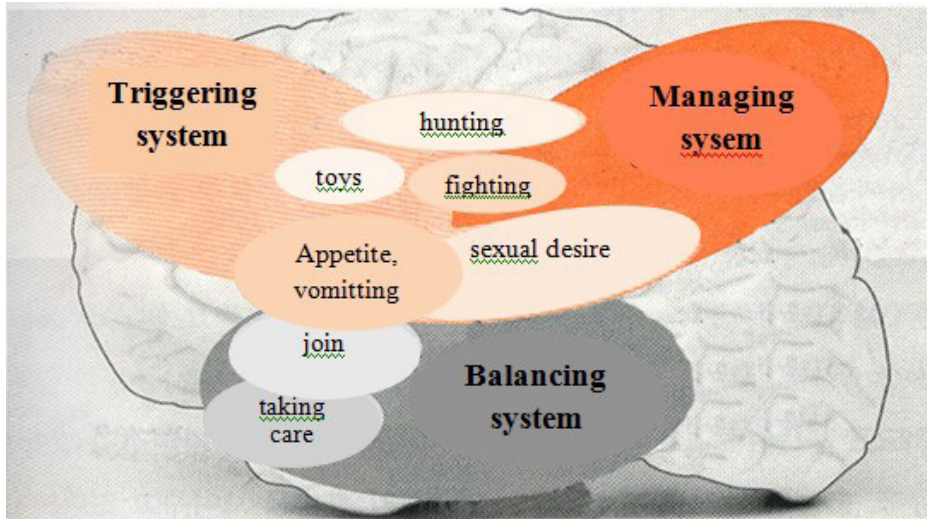 Triggering
system
Managing
sysem
hunting
toys
fighting
Appetite,
vomitting
sexual desire
join
Balancing
system
taking
care